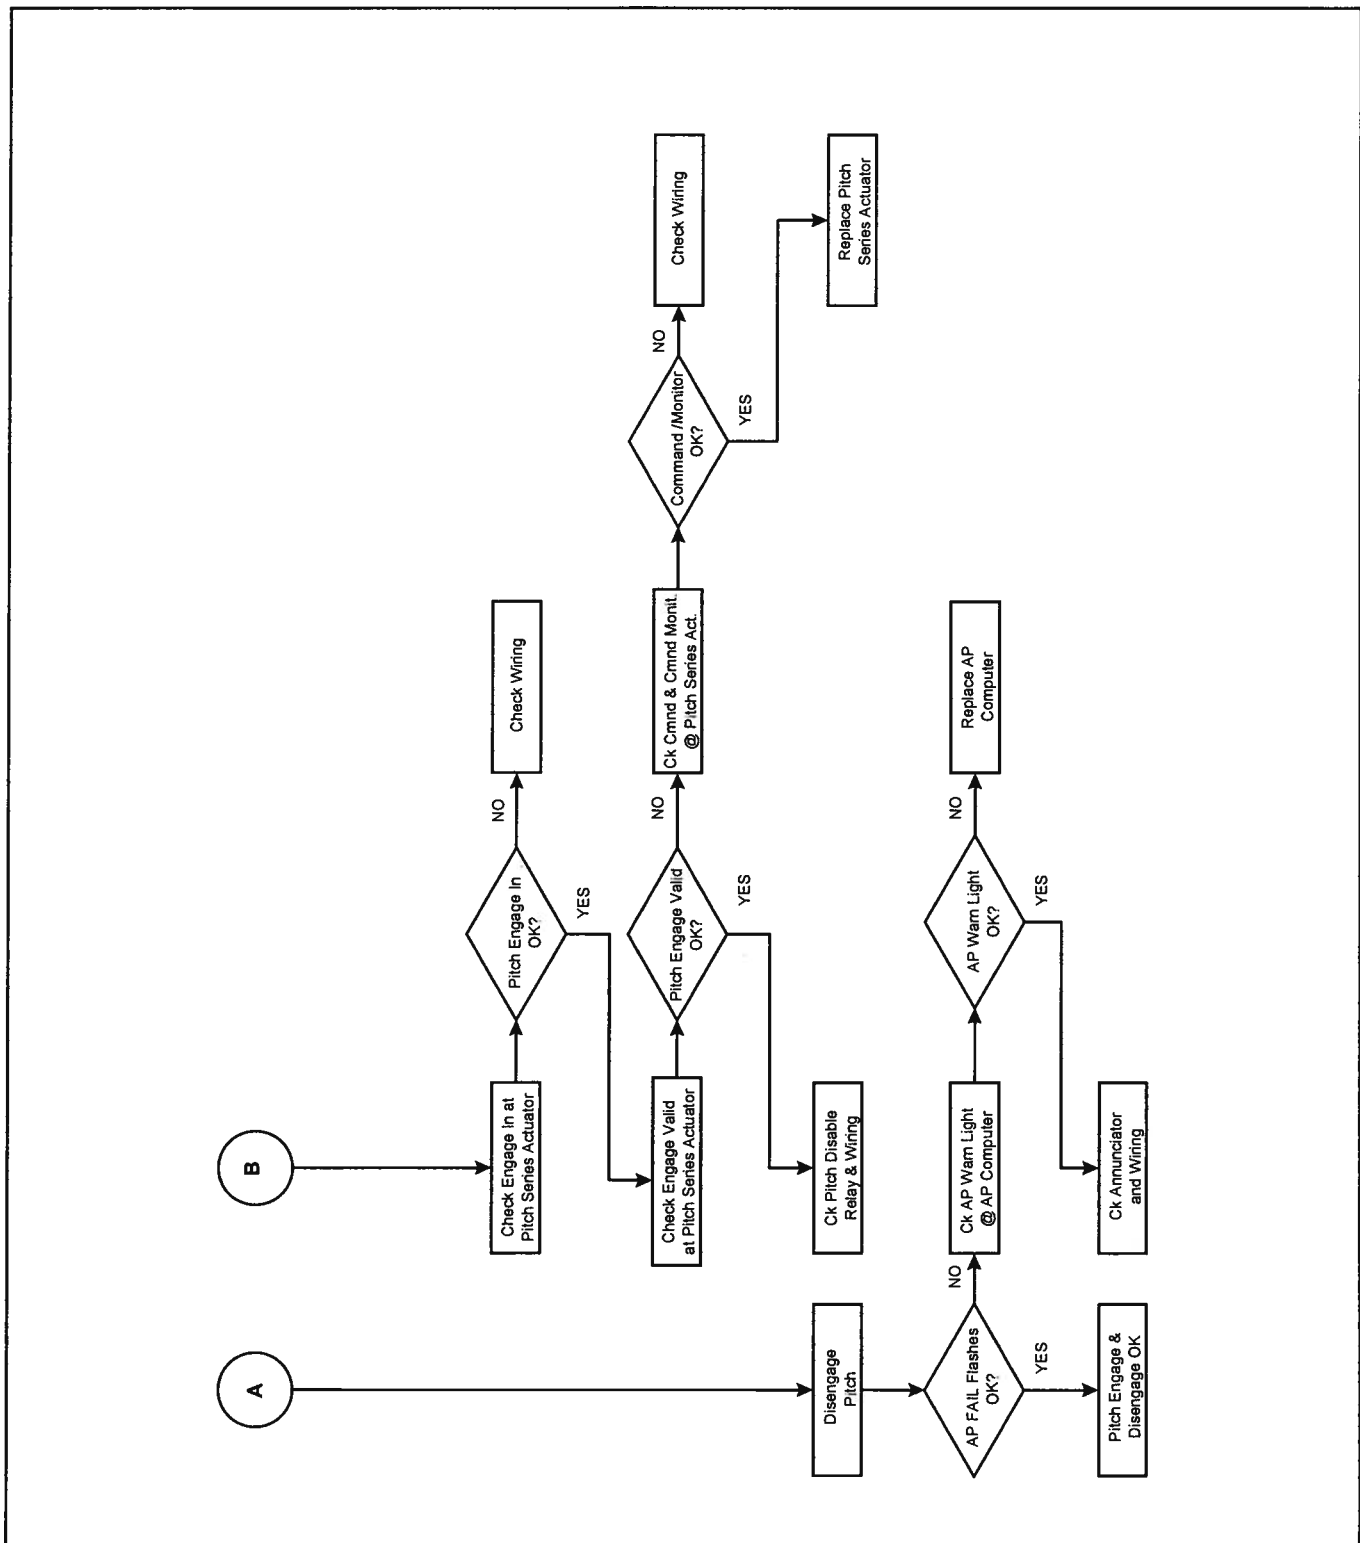 A
Disengage
Pitch
AP FAIL Flashes
OK?
NO
YES
Pitch Engage &
Disengage OK
Ck AP Warn Light
@ AP Computer
AP Warn Light
OK?
NO
YES
Replace AP
Computer
Ck Annunciator
and Wiring
B
Check Engage In at
Pitch Series Actuator
Pitch Engage In
OK?
NO
YES
Check Wiring
Check Engage Valid
at Pitch Series Actuator
Pitch Engage Valid
OK?
NO
YES
Ck Pitch Disable
Relay & Wiring
Ck Cmnd & Cmnd Monit.
@ Pitch Series Act.
Command /Monitor
OK?
NO
YES
Check Wiring
Replace Pitch
Series Actuator